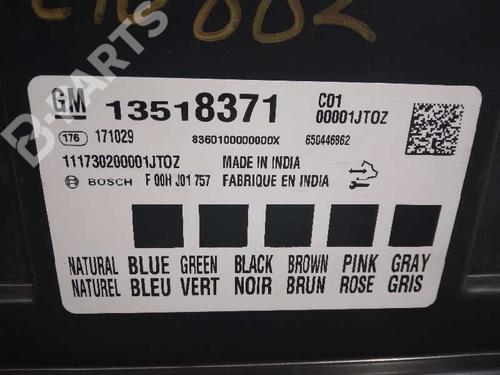 B-PARTS
GM 13518371 C01
00001JTOZ
176 171029 8360100000000X 650446862
111730200001JTOZ MADE IN INDIA
BOSCH F 00H J01 757 FABRIQUE EN INDIA
NATURAL BLUE GREEN BLACK BROWN PINK GRAY
NATUREL BLEU VERT NOIR BRUN ROSE GRIS